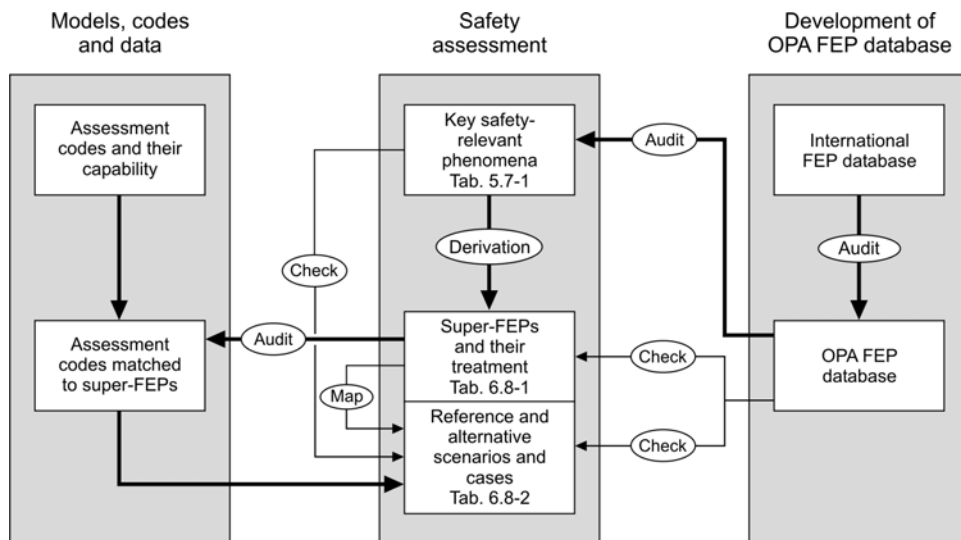 Models, codes
and data
Safety
assessment
Development of
OPA FEP database
Assessment
codes and their
capability
Key safety-
relevant
phenomena
Tab. 5.7-1
Audit
International
FEP database
Derivation
Audit
Check
Assessment
codes matched
to super-FEPs
Audit
Super-FEPs
and their
treatment
Tab. 6.8-1
Check
OPA FEP
database
Map
Reference and
alternative
scenarios and
cases
Tab. 6.8-2
Check